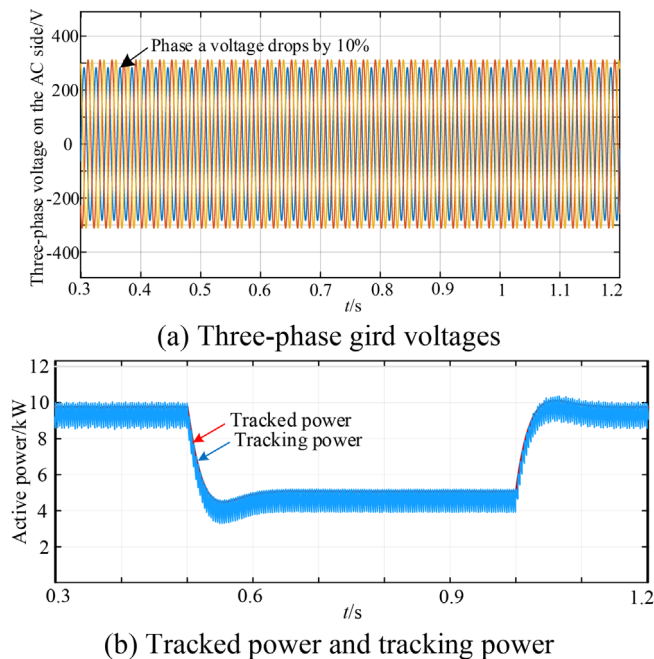 Three-phase voltage on the AC side/V
400
200
0
-200
-400
Phase a voltage drops by 10%
0.3 0.4 0.5 0.6 0.7 0.8 0.9 1 1.1 1.2
t/s
(a) Three-phase gird voltages
Active power/kW
12
10
8
6
4
2
Tracked power
Tracking power
0.3 0.6 0.9 1.2
t/s
(b) Tracked power and tracking power